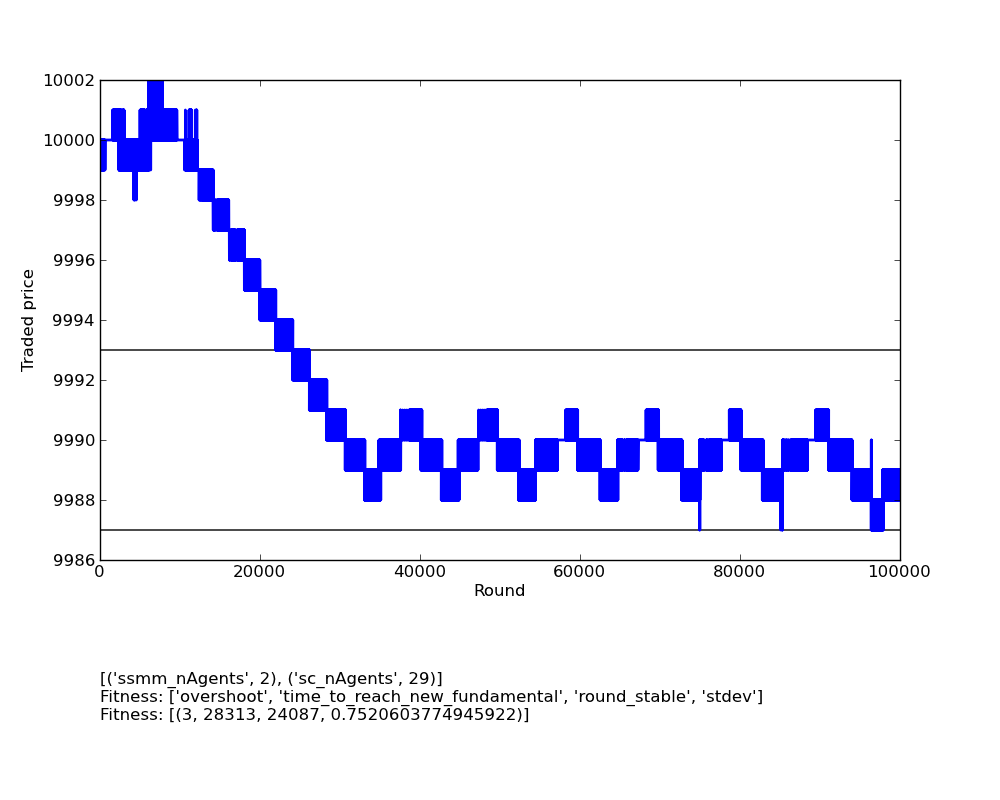 10002
10000
9998
9996
9994
9992
9990
9988
9986
Traded price
0 20000 40000 60000 80000 100000
Round
[('ssmm_nAgents', 2), ('sc_nAgents', 29)]
Fitness: ['overshoot', 'time_to_reach_new_fundamental', 'round_stable', 'stdev']
Fitness: [(3, 28313, 24087, 0.7520603774945922)]